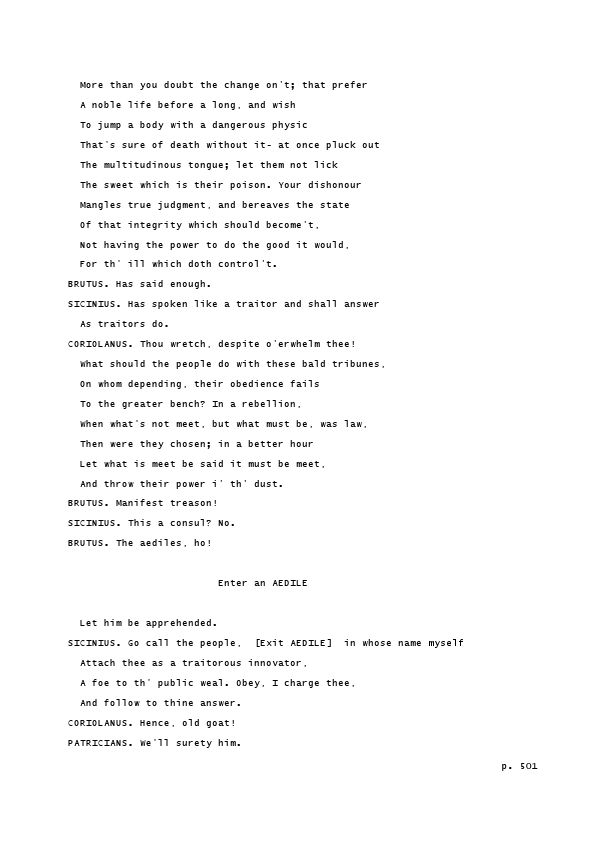 More than you doubt the change on't; that prefer
A noble life before a long, and wish
To jump a body with a dangerous physic
That's sure of death without it- at once pluck out
The multitudinous tongue; let them not lick
The sweet which is their poison. Your dishonour
Mangles true judgment, and bereaves the state
Of that integrity which should become't,
Not having the power to do the good it would,
For th' ill which doth control't.
BRUTUS. Has said enough.
SICINIUS. Has spoken like a traitor and shall answer
As traitors do.
CORIOLANUS. Thou wretch, despite o'erwhelm thee!
What should the people do with these bald tribunes,
On whom depending, their obedience fails
To the greater bench? In a rebellion,
When what's not meet, but what must be, was law,
Then were they chosen; in a better hour
Let what is meet be said it must be meet,
And throw their power i' th' dust.
BRUTUS. Manifest treason!
SICINIUS. This a consul? No.
BRUTUS. The aediles, ho!
Enter an AEDILE
Let him be apprehended.
SICINIUS. Go call the people,  [Exit AEDILE]  in whose name myself
Attach thee as a traitorous innovator,
A foe to th' public weal. Obey, I charge thee,
And follow to thine answer.
CORIOLANUS. Hence, old goat!
PATRICIANS. We'll surety him.
p. 501